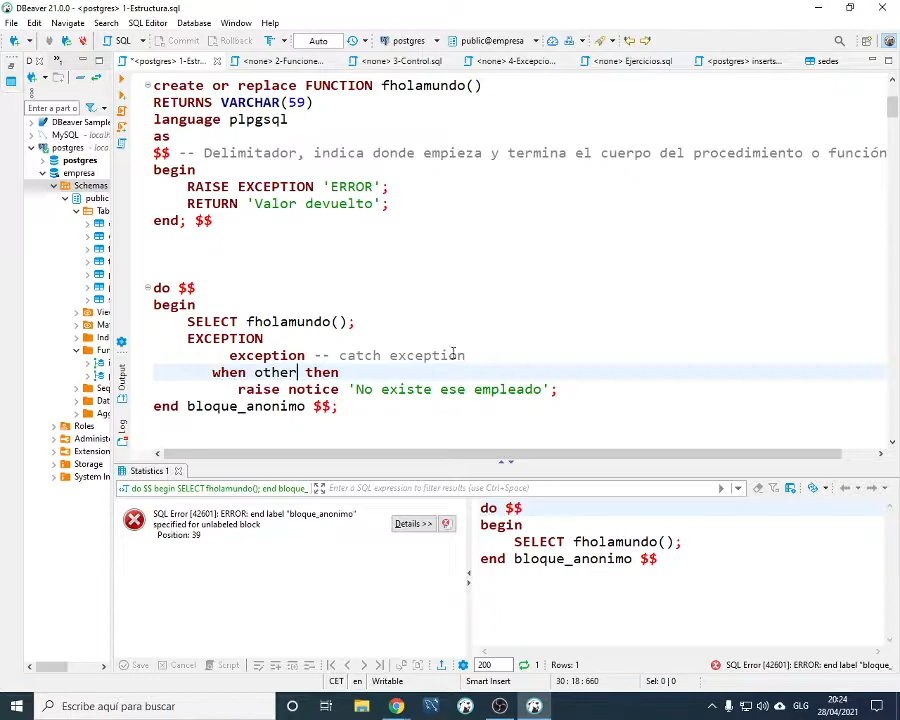 DBeaver 21.0.0 - <postgres> 1-Estructura.sql
File Edit Navigate Search SQL Editor Database Window Help
SQL Commit Rollback Auto postgres public@empresa
D *<postgres> 1-Estr... <none> 2-Funcione... <none> 3-Control.sql <none> 4-Excepcio... <none> Ejercicios.sql <postgres> inserts... sedes
Enter a part o
DBeaver Sample
MySQL - localh
postgres - loca
postgres
empresa
Schemas
public
Tab
View
Mat
Ind
Fun
Seq
Dat
Agg
Roles
Administe
Extension
Storage
System In
create or replace FUNCTION fholamundo()
RETURNS VARCHAR(59)
language plpgsql
as
$$ -- Delimitador, indica donde empieza y termina el cuerpo del procedimiento o función
begin
RAISE EXCEPTION 'ERROR';
RETURN 'Valor devuelto';
end; $$
do $$
begin
SELECT fholamundo();
EXCEPTION
exception -- catch exception
when other then
raise notice 'No existe ese empleado';
end bloque_anonimo $$;
Output
Log
Statistics 1
do $$ begin SELECT fholamundo(); end bloque_ Enter a SQL expression to filter results (use Ctrl+Space)
SQL Error [42601]: ERROR: end label "bloque_anonimo"
specified for unlabeled block
Position: 39
Details >>
do $$
begin
SELECT fholamundo();
end bloque_anonimo $$
Save Cancel Script 200 1 Rows: 1 SQL Error [42601]: ERROR: end label "bloque_
CET en Writable Smart Insert 30 : 18 : 660 Sel: 0 | 0
Escribe aquí para buscar
GLG 20:24
28/04/2021